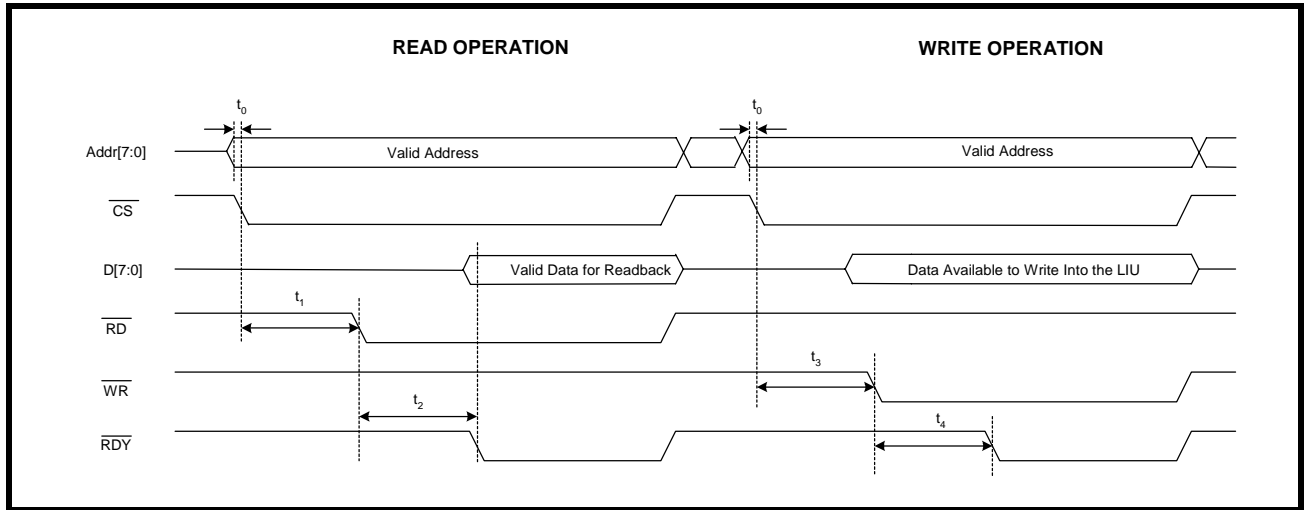 READ OPERATION WRITE OPERATION
t0 t0
Addr[7:0] Valid Address Valid Address
CS
D[7:0] Valid Data for Readback Data Available to Write Into the LIU
t1
RD
t3
WR
t2 t4
RDY